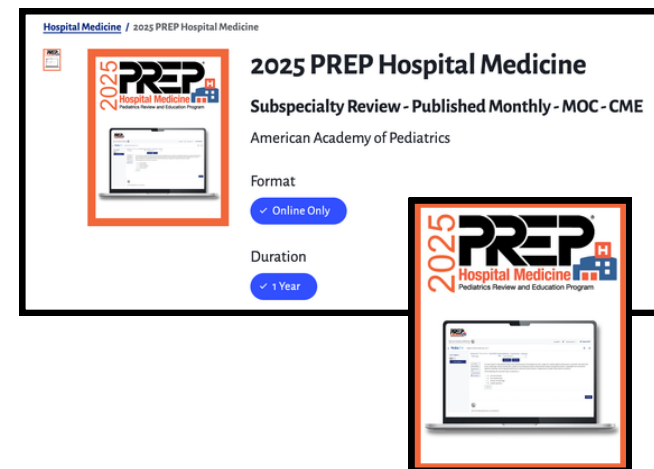 Hospital Medicine / 2025 PREP Hospital Medicine
2025
PREP
Hospital Medicine
Pediatrics Review and Education Program
2025 PREP Hospital Medicine
Subspecialty Review - Published Monthly - MOC - CME
American Academy of Pediatrics
Format
✓ Online Only
Duration
✓ 1 Year
2025
PREP®
H
Hospital Medicine
Pediatrics Review and Education Program
PREP